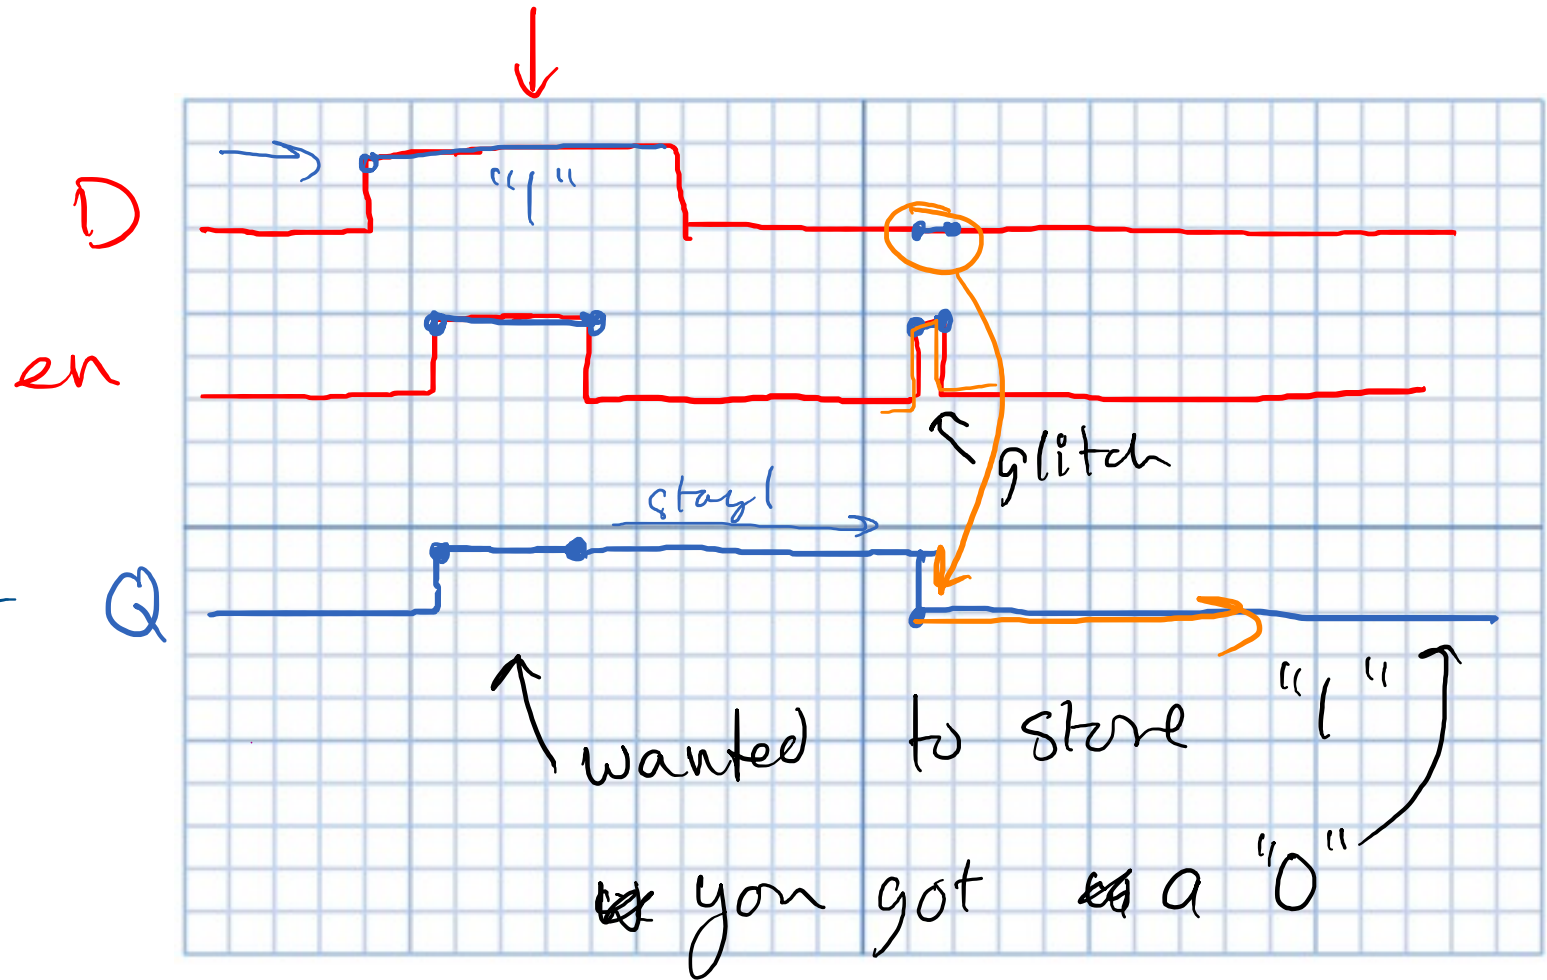 D
"1"
en
glitch
stay 1
Q
wanted to store "1"
you got a "0"